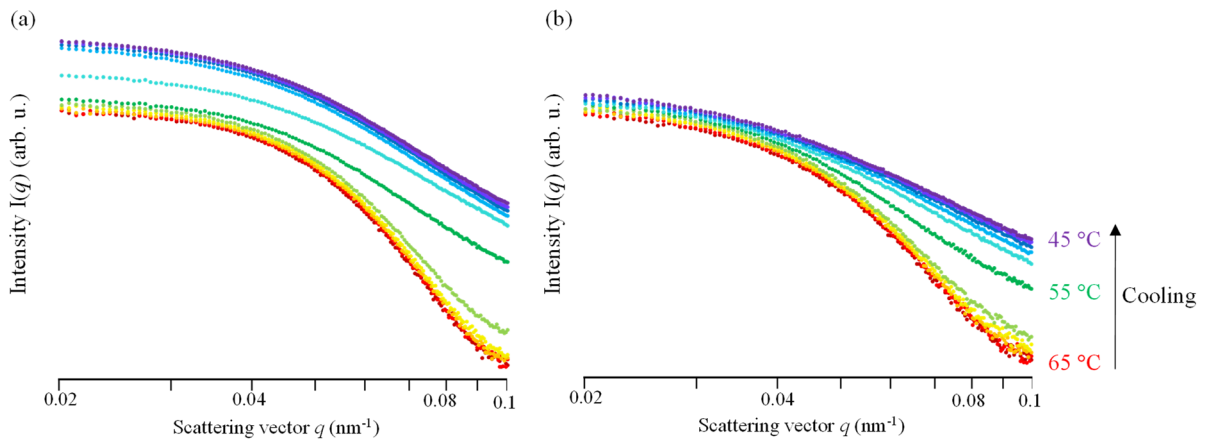 (a)
Intensity I(q) (arb. u.)
0.02
0.04
0.08
0.1
Scattering vector q (nm⁻¹)
(b)
Intensity I(q) (arb. u.)
0.02
0.04
0.08
0.1
Scattering vector q (nm⁻¹)
45 °C
55 °C
65 °C
Cooling